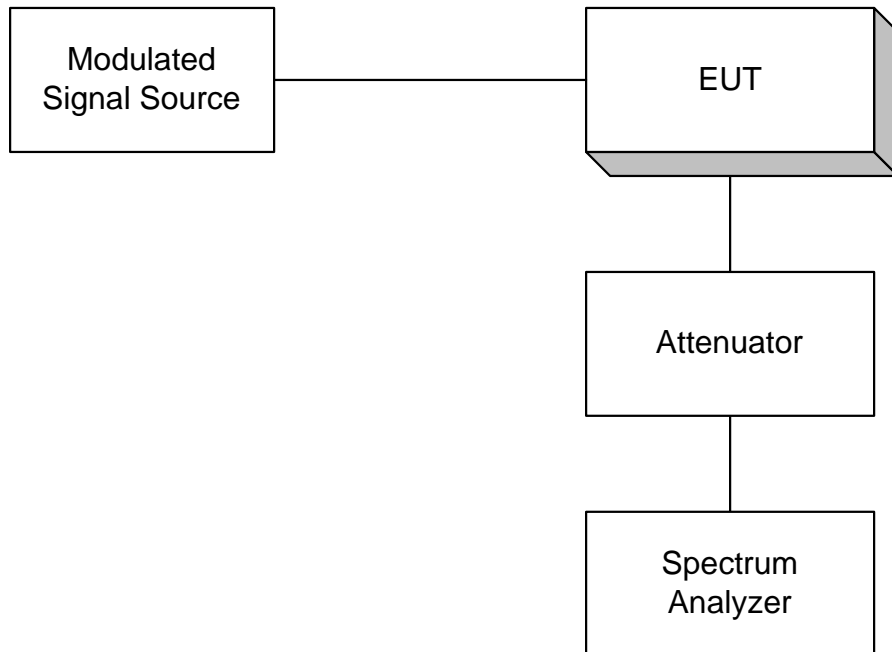 Modulated
Signal Source
EUT
Attenuator
Spectrum
Analyzer